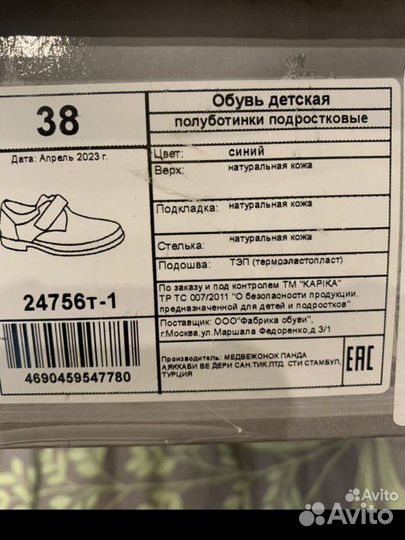 38
Дата: Апрель 2023 г.
24756т-1
4690459547780
Обувь детская
полуботинки подростковые
Цвет: синий
Верх: натуральная кожа
Подкладка: натуральная кожа
Стелька: натуральная кожа
Подошва: ТЭП (термоэластопласт)
По заказу и под контролем ТМ "KAPIKA"
ТР ТС 007/2011 "О безопасности продукции,
предназначенной для детей и подростков"
Поставщик: ООО"Фабрика обуви",
г.Москва,ул.Маршала Федоренко,д.3/1
Производитель: МЕДВЕЖОНОК ПАНДА
АЯККАБИ ВЕ ДЕРИ САН.ТИК.ЛТД. СТИ СТАМБУЛ,
ТУРЦИЯ
EAC
Avito
Avito